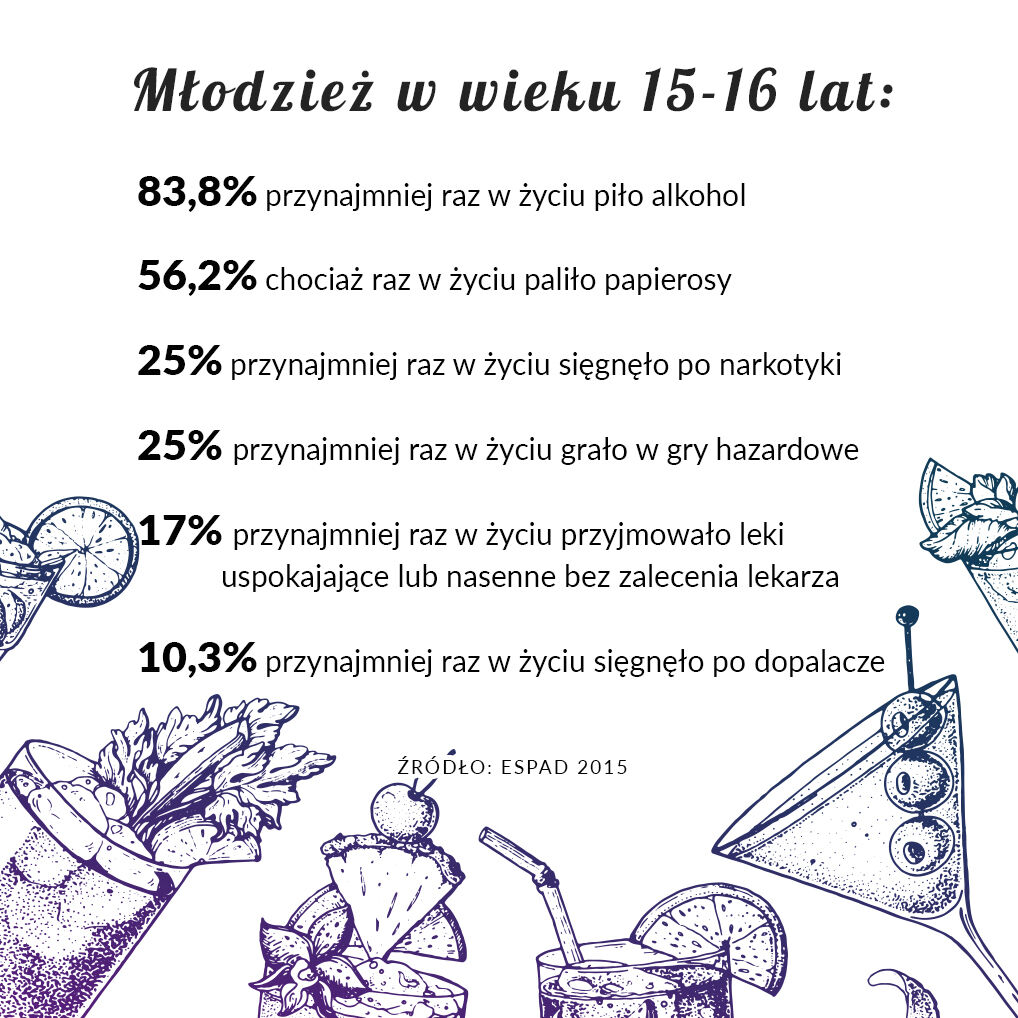 Młodzież w wieku 15-16 lat:
83,8% przynajmniej raz w życiu piło alkohol
56,2% chociaż raz w życiu paliło papierosy
25% przynajmniej raz w życiu sięgnęło po narkotyki
25% przynajmniej raz w życiu grało w gry hazardowe
17% przynajmniej raz w życiu przyjmowało leki
uspokajające lub nasenne bez zalecenia lekarza
10,3% przynajmniej raz w życiu sięgnęło po dopalacze
ŹRÓDŁO: ESPAD 2015